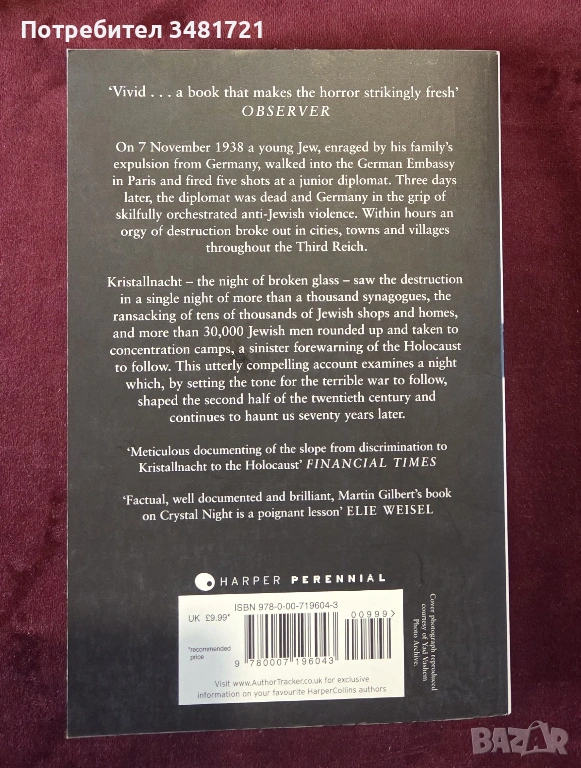 Потребител 3481721
‘Vivid . . . a book that makes the horror strikingly fresh’
OBSERVER
On 7 November 1938 a young Jew, enraged by his family’s
expulsion from Germany, walked into the German Embassy
in Paris and fired five shots at a junior diplomat. Three days
later, the diplomat was dead and Germany in the grip of
skilfully orchestrated anti-Jewish violence. Within hours an
orgy of destruction broke out in cities, towns and villages
throughout the Third Reich.
Kristallnacht – the night of broken glass – saw the destruction
in a single night of more than a thousand synagogues, the
ransacking of tens of thousands of Jewish shops and homes,
and more than 30,000 Jewish men rounded up and taken to
concentration camps, a sinister forewarning of the Holocaust
to follow. This utterly compelling account examines a night
which, by setting the tone for the terrible war to follow,
shaped the second half of the twentieth century and
continues to haunt us seventy years later.
‘Meticulous documenting of the slope from discrimination to
Kristallnacht to the Holocaust’ FINANCIAL TIMES
‘Factual, well documented and brilliant, Martin Gilbert’s book
on Crystal Night is a poignant lesson’ ELIE WEISEL
HARPER PERENNIAL
ISBN 978-0-00-719604-3
UK £9.99*
*recommended
price
00999>
9 780007 196043
Visit www.AuthorTracker.co.uk for exclusive
information on your favourite HarperCollins authors
Cover photograph reproduced
courtesy of Yad Vashem
Photo Archive.
BAZAR